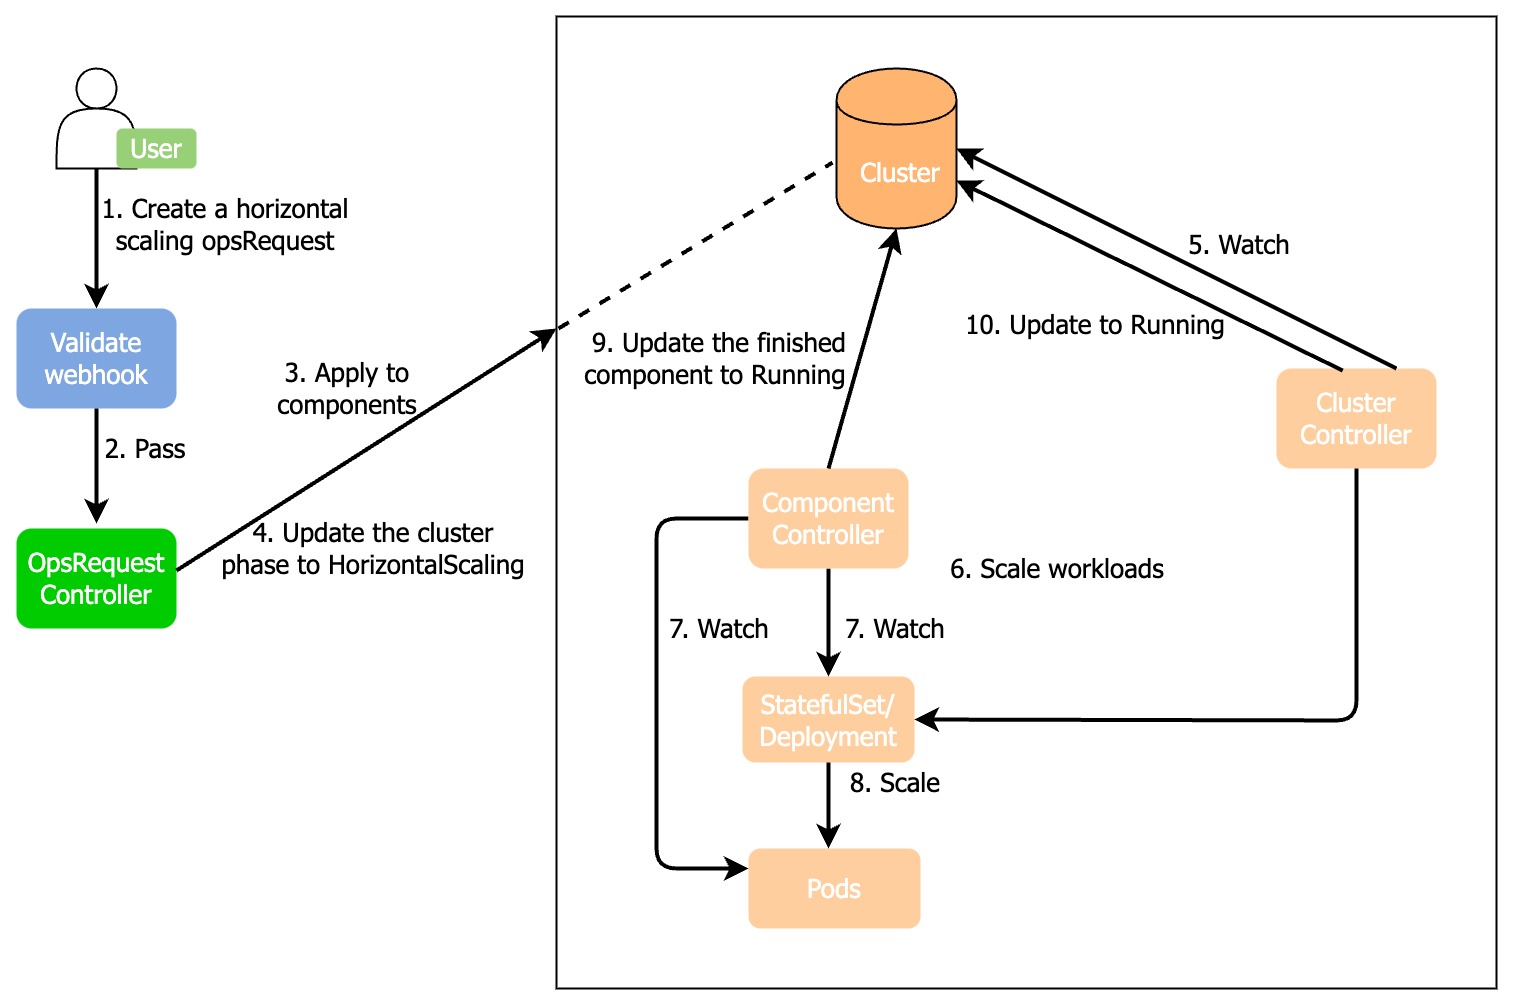 User
1. Create a horizontal
scaling opsRequest
Validate
webhook
2. Pass
OpsRequest
Controller
3. Apply to
components
4. Update the cluster
phase to HorizontalScaling
Cluster
5. Watch
10. Update to Running
9. Update the finished
component to Running
Cluster
Controller
Component
Controller
6. Scale workloads
7. Watch
7. Watch
StatefulSet/
Deployment
8. Scale
Pods